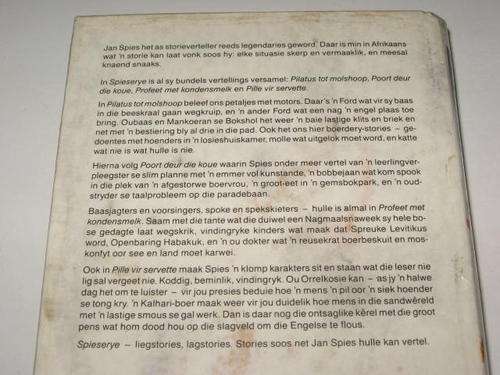 Jan Spies het as storieverteller reeds legendaries geword. Daar is min in Afrikaans
wat 'n storie kan laat vonk soos hy: elke situasie skerp en vermaaklik, en meesal
knaend snaaks.
In Spieserye is al sy bundels vertellings versamel: Pilatus tot molshoop, Poort deur
die koue, Profeet met kondensmelk en Pille vir servette.
In Pilatus tot molshoop beleef ons petaljes met motors. Daar's 'n Ford wat vir sy baas
in die beeskraal gaan wegkruip, en 'n ander Ford wat eenkeer nag 'n engel plaas toe
bring. Oubaas en Mankoeran se Bokshol het weer 'n baie lastige klits en briek en
net met 'n bestiering bly al drie in die pad. Ook het ons hier boerdery-stories – ge-
doentes met hoenders in 'n losieshuiskamer, molle wat uitgelok moet word, en katte
wat nie is wat hulle is nie.
Hierna volg Poort deur die koue waarin Spies onder meer vertel van 'n leerlingver-
pleegster se slim planne met 'n emmer vol kunstande, 'n bobbejaan wat kom spook
in die plek van 'n afgestorwe boervrou, 'n groot-eet in 'n gemsbokpark, en 'n oud-
stryder se taalprobleem op die paradebaan.
Baasjagters en voorsingers, spoke en spekskieters – hulle is almal in Profeet met
kondensmelk. Saam met die tante wat die duiwel een Nagmaalsnaweek sy hele bo-
se gedagte laat wegskrik, vindingryke kinders wat maak dat Spreuke Levitikus
word, Openbaring Habakuk, en 'n ou dokter wat 'n reusekrat boerbeskuit en mos-
konfyt oor see en land moet karwei.
Ook in Pille vir servette maak Spies 'n klomp karakters sit en staan wat die leser nie
lig sal vergeet nie. Koddig, beminlik, vindingryk. Ou Orrelkosie kan – as jy 'n halwe
dag het om te luister – vir jou presies beduie hoe 'n mens 'n pil oor 'n siek hoender
se tong kry. 'n Kalhari-boer maak weer vir jou duidelik hoe mens in die sandwêreld
met 'n lastige smous se gal werk. Dan is daar nog die ontsaglike kêrel met die groot
pens wat hom dood hou op die slagveld om die Engelse te flous.
Spieserye – liegstories, lagstories. Stories soos net Jan Spies hulle kan vertel.